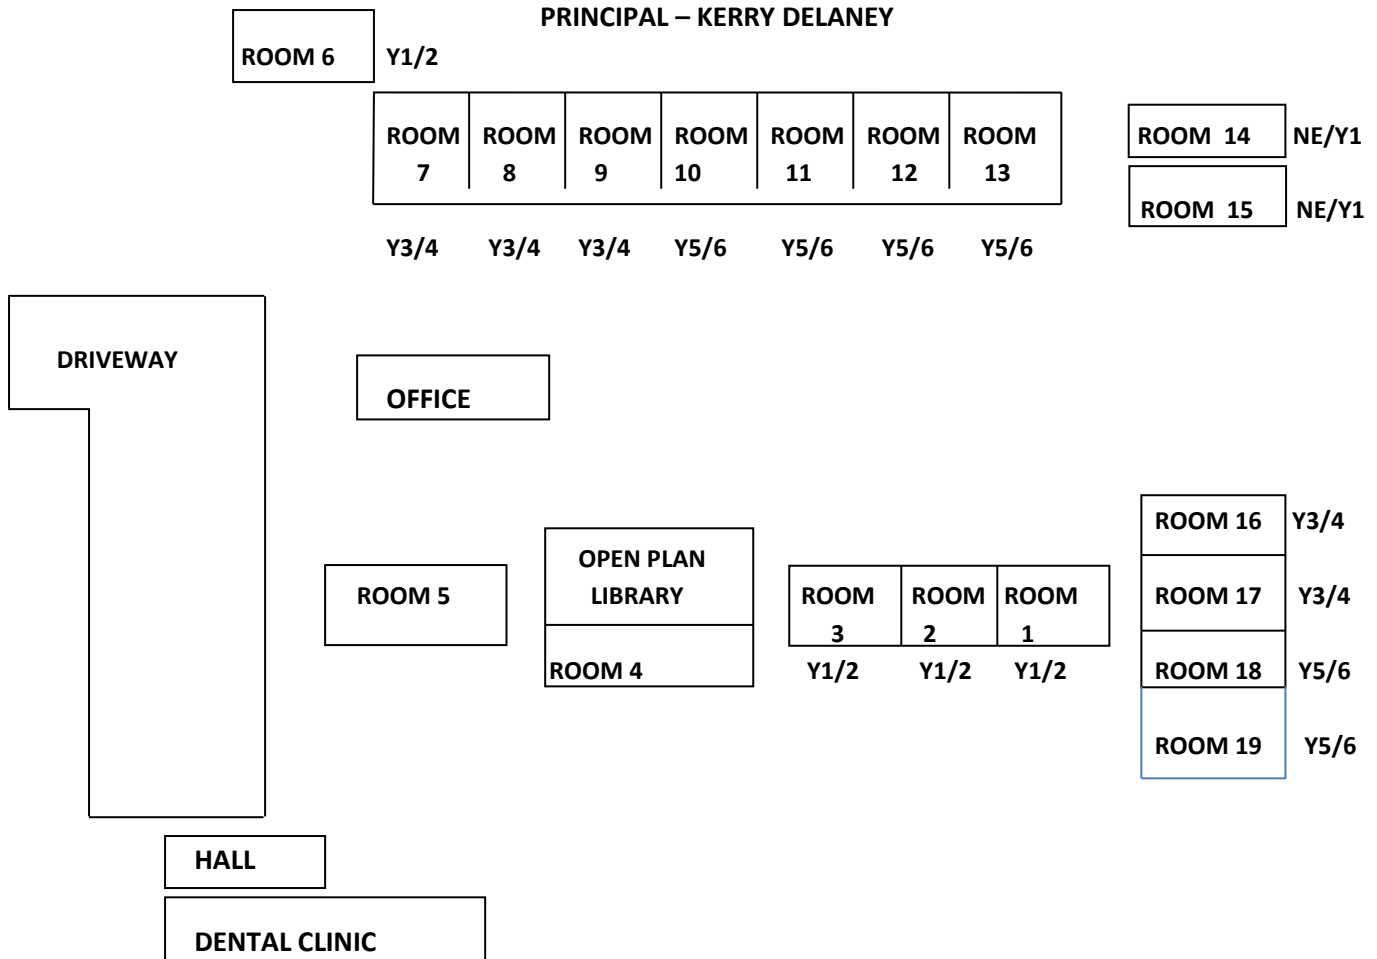 PRINCIPAL – KERRY DELANEY
ROOM 6 Y1/2
ROOM ROOM ROOM ROOM ROOM ROOM ROOM
7 8 9 10 11 12 13
ROOM 14 NE/Y1
ROOM 15 NE/Y1
Y3/4 Y3/4 Y3/4 Y5/6 Y5/6 Y5/6 Y5/6
DRIVEWAY
OFFICE
ROOM 16 Y3/4
OPEN PLAN
LIBRARY
ROOM 5
ROOM ROOM ROOM
3 2 1
ROOM 17 Y3/4
ROOM 4
Y1/2 Y1/2 Y1/2
ROOM 18 Y5/6
ROOM 19 Y5/6
HALL
DENTAL CLINIC